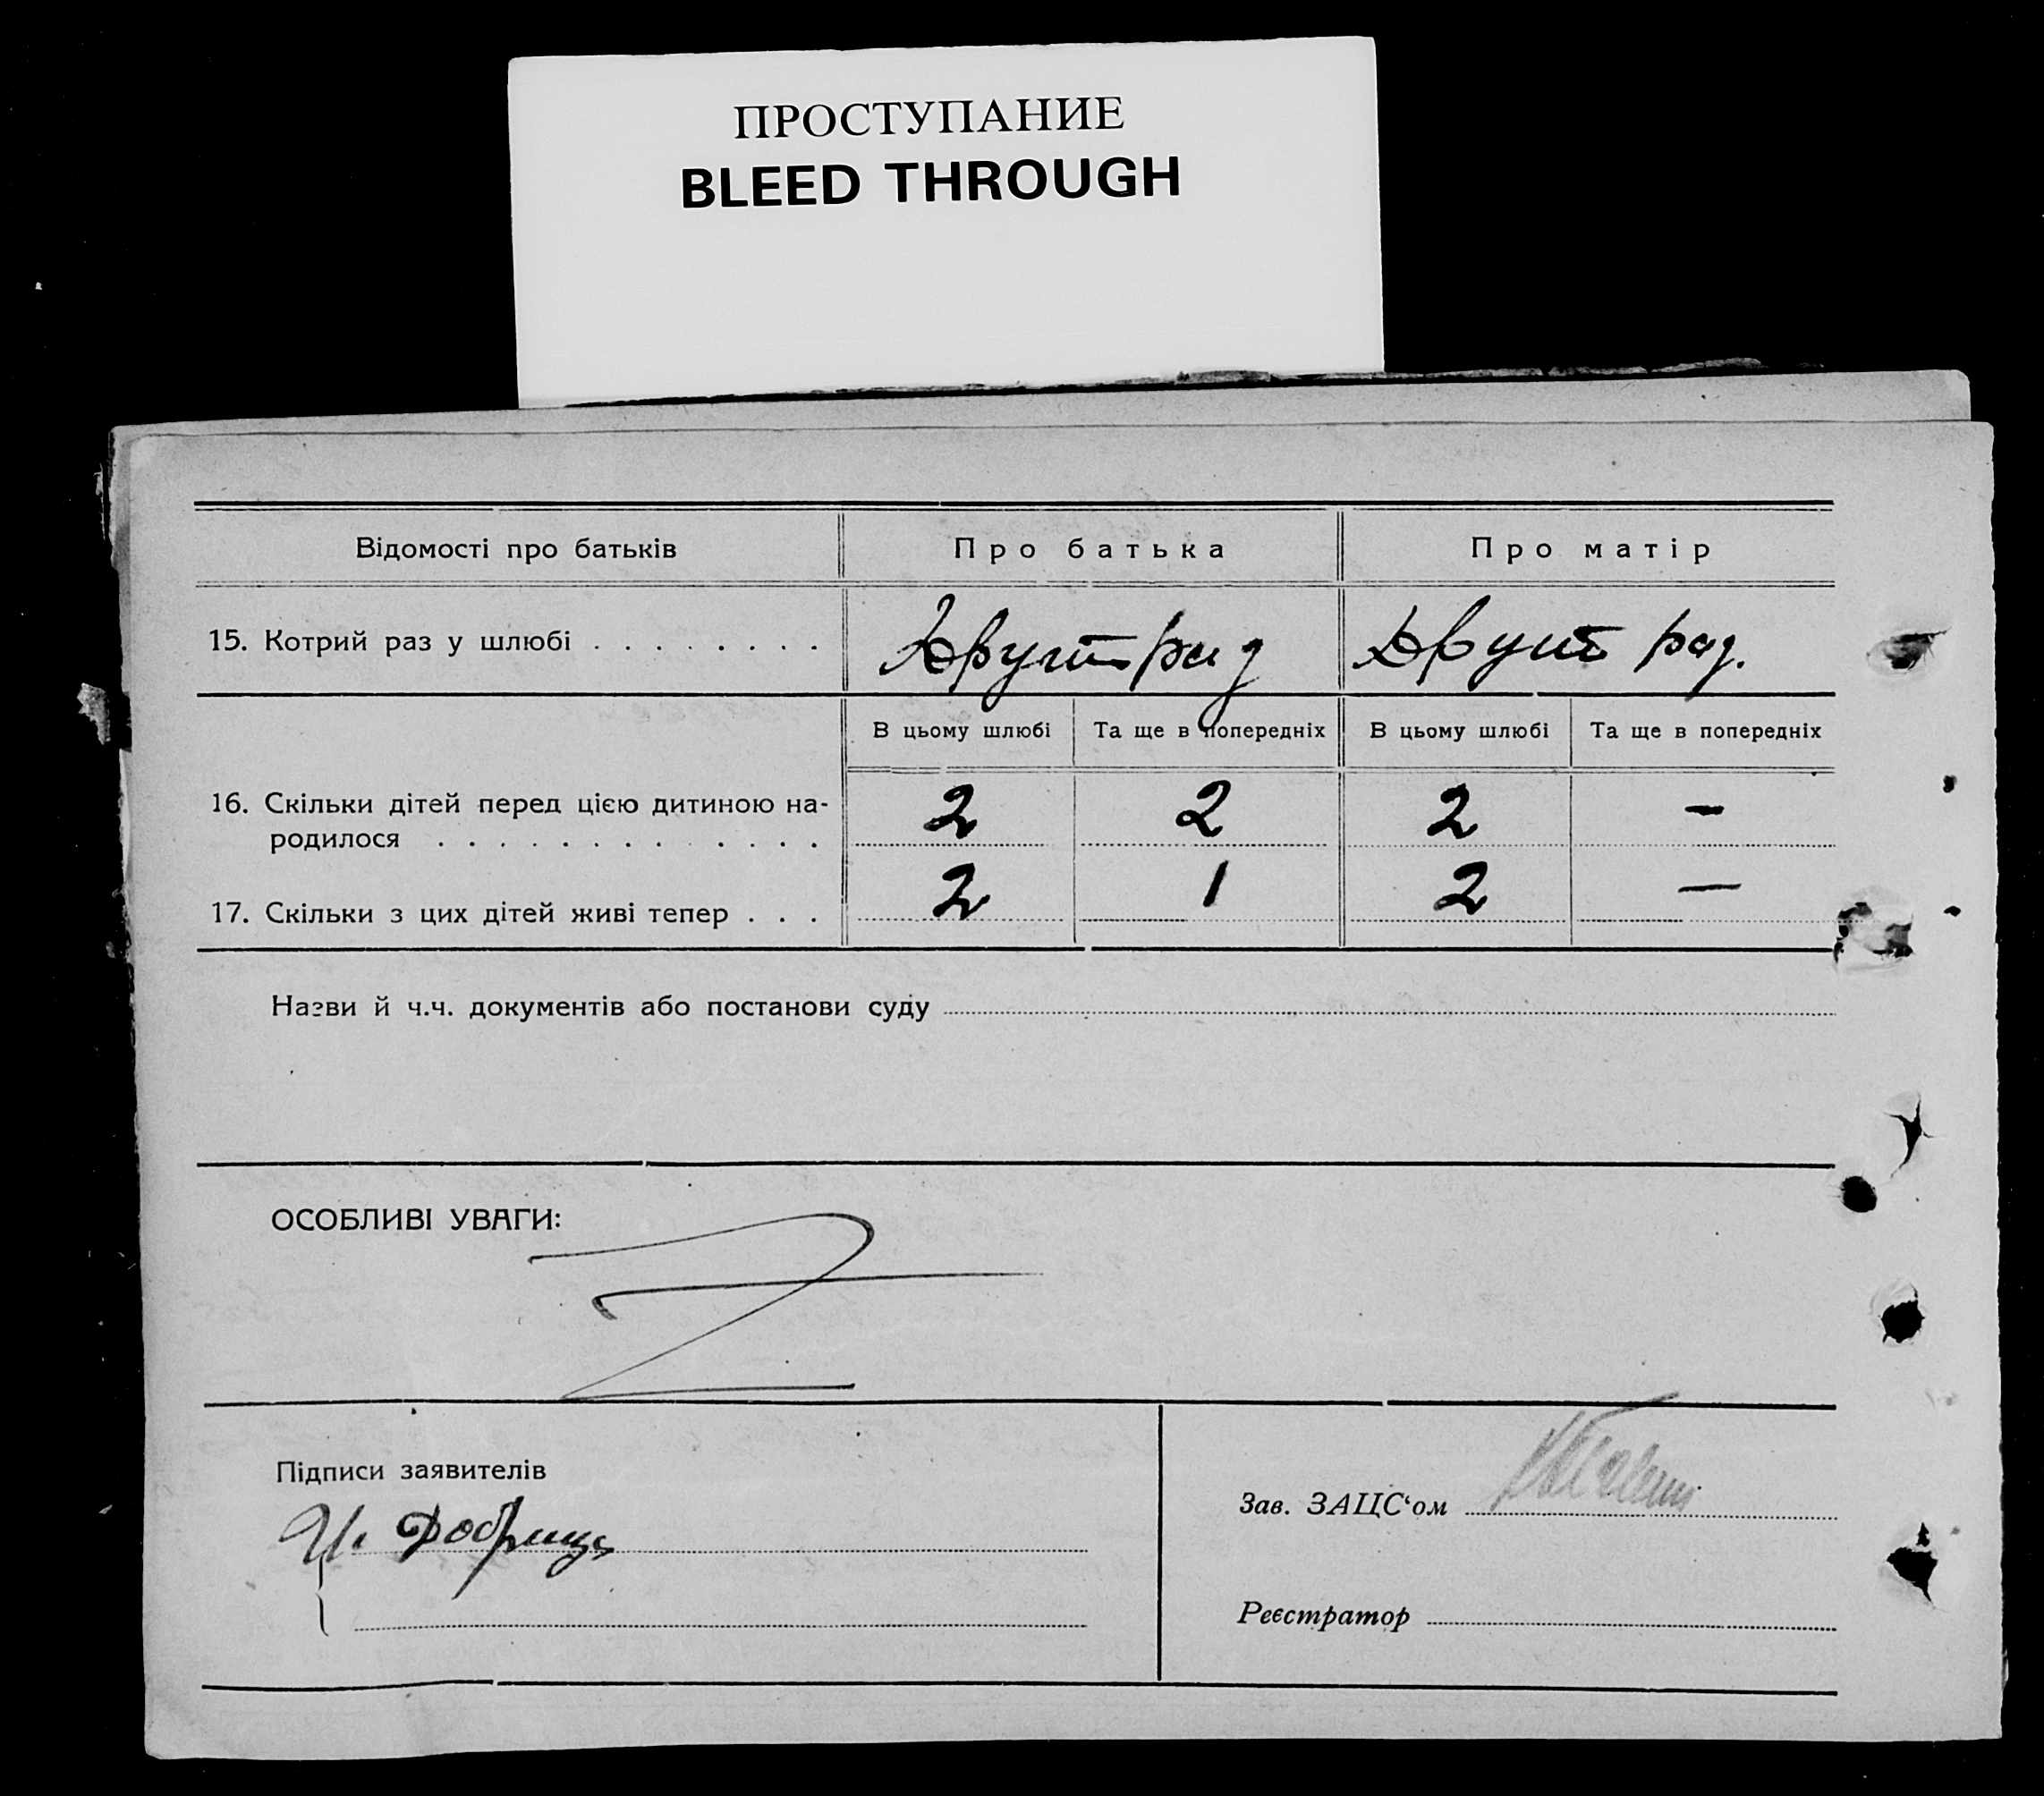 ПРОСТУПАНИЕ
BLEED THROUGH
Відомості про батьків Про батька Про матір
15. Котрий раз у шлюбі . . . . . . . . Другий раз Другий раз.
В цьому шлюбі Та ще в попередніх В цьому шлюбі Та ще в попередніх
16. Скільки дітей перед цією дитиною на-
родилося . . . . . . . . . . . . . 2 2 2 –
17. Скільки з цих дітей живі тепер . . . 2 1 2 —
Назви й ч.ч. документів або постанови суду
ОСОБЛИВІ УВАГИ:
Підписи заявителів
Зав. ЗАЦС‘ом
Реєстратор